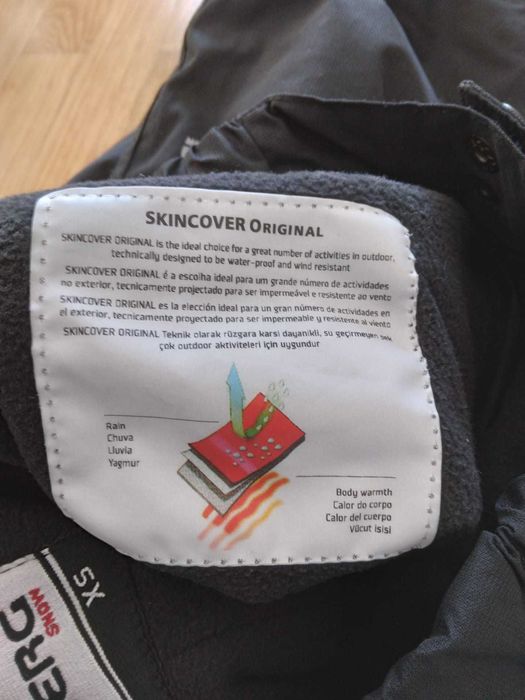 SKINCOVER ORIGINAL
SKINCOVER ORIGINAL is the ideal choice for a great number of activities in outdoor,
technically designed to be water-proof and wind resistant
SKINCOVER ORIGINAL é a escolha ideal para um grande número de actividades
no exterior, tecnicamente projectado para ser impermeável e resistente ao vento
SKINCOVER ORIGINAL es la elección ideal para un gran número de actividades en
el exterior, tecnicamente proyectado para ser impermeable y resistente al viento
SKINCOVER ORIGINAL Teknik olarak rüzgara karsi dayanikli, su geçirmeyen pek
çok outdoor aktiviteleri için uygundur
Rain
Chuva
Lluvia
Yagmur
Body warmth
Calor do corpo
Calor del cuerpo
Vücut isisi
XS
ERG
SNOW